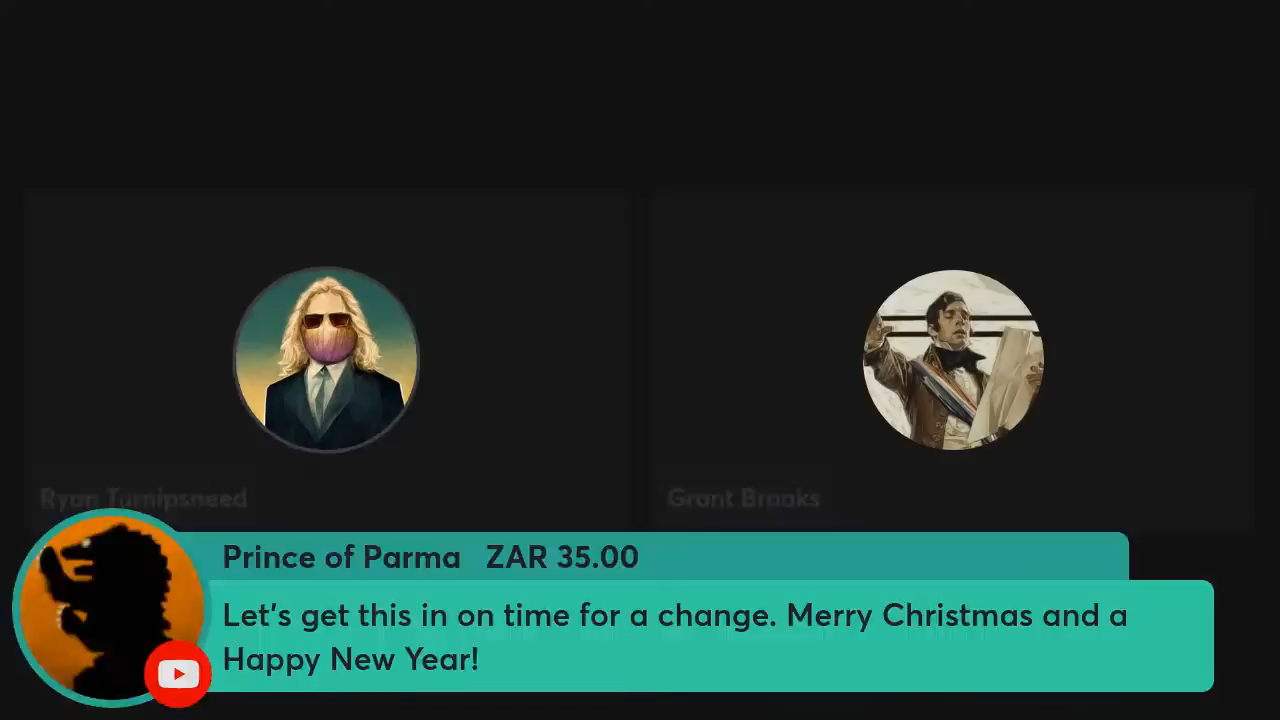 Ryan Turnipsneed
Grant Brooks
Prince of Parma ZAR 35.00
Let's get this in on time for a change. Merry Christmas and a
Happy New Year!